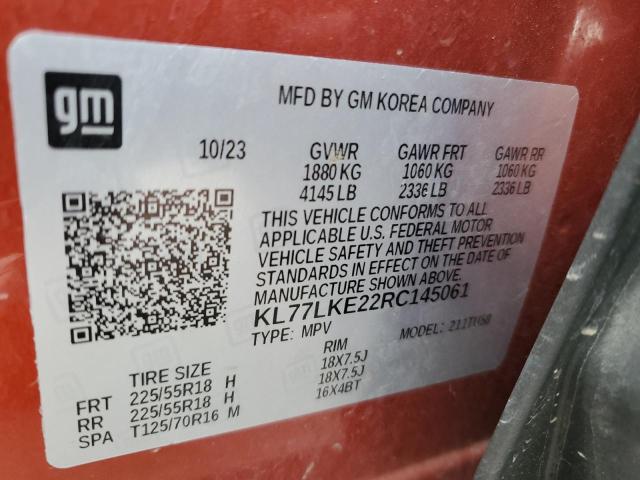 gm
MFD BY GM KOREA COMPANY
10/23 GVWR GAWR FRT GAWR RR
1880 KG 1060 KG 1060 KG
4145 LB 2336 LB 2336 LB
THIS VEHICLE CONFORMS TO ALL
APPLICABLE U.S. FEDERAL MOTOR
VEHICLE SAFETY AND THEFT PREVENTION
STANDARDS IN EFFECT ON THE DATE OF
MANUFACTURE SHOWN ABOVE.
KL77LKE22RC145061
TYPE: MPV MODEL:
TIRE SIZE RIM
FRT 225/55R18 H 18X7.5J
RR 225/55R18 H 18X7.5J
SPA T125/70R16 M 16X4BT